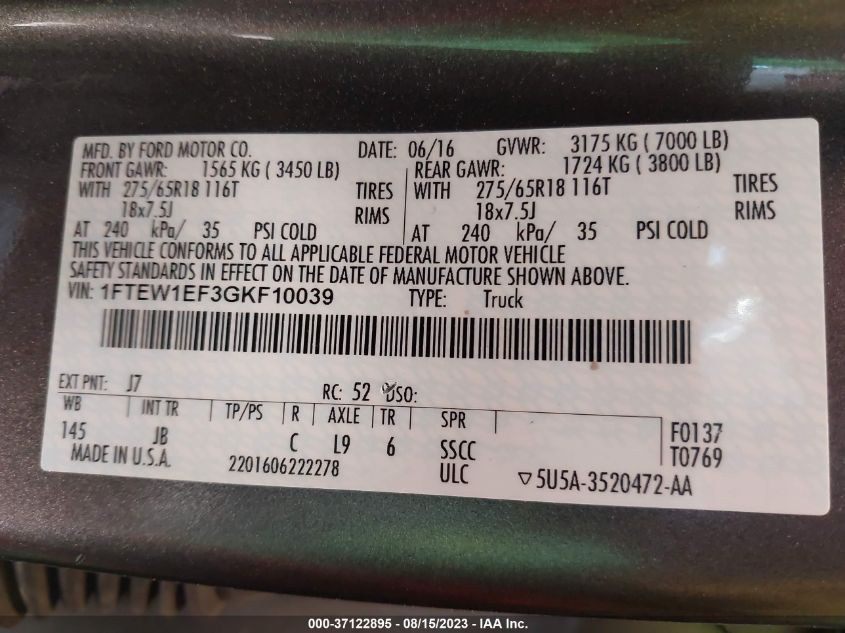 MFD. BY FORD MOTOR CO. DATE: 06/16 GVWR: 3175 KG ( 7000 LB)
FRONT GAWR: 1565 KG ( 3450 LB) REAR GAWR: 1724 KG ( 3800 LB)
WITH 275/65R18 116T TIRES WITH 275/65R18 116T TIRES
18x7.5J RIMS 18x7.5J RIMS
AT 240 kPa/ 35 PSI COLD AT 240 kPa/ 35 PSI COLD
THIS VEHICLE CONFORMS TO ALL APPLICABLE FEDERAL MOTOR VEHICLE
SAFETY STANDARDS IN EFFECT ON THE DATE OF MANUFACTURE SHOWN ABOVE.
VIN: 1FTEW1EF3GKF10039 TYPE: Truck
EXT PNT: J7 RC: 52 DSO:
WB INT TR TP/PS R AXLE TR SPR
145 JB C L9 6 SSCC F0137
MADE IN U.S.A. 2201606222278 ULC T0769
▽5U5A-3520472-AA
000-37122895 - 08/15/2023 - IAA Inc.